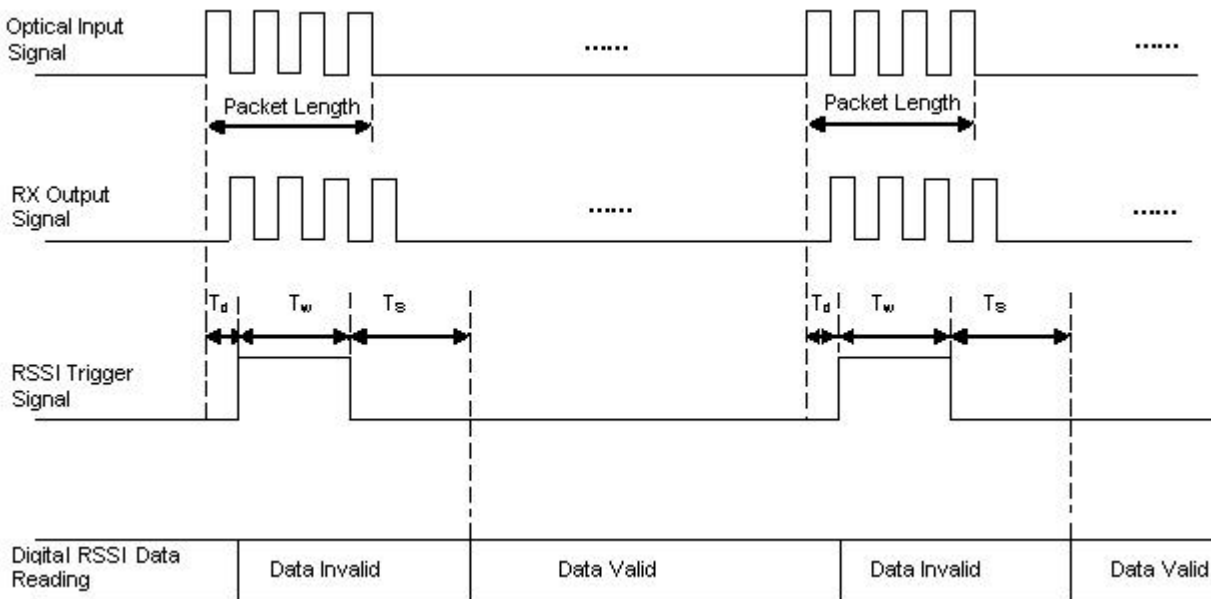 Optical Input
Signal
......
......
Packet Length
Packet Length
RX Output
Signal
......
......
Td
Tw
Ts
Td
Tw
Ts
RSSI Trigger
Signal
Digital RSSI Data
Reading
Data Invalid
Data Valid
Data Invalid
Data Valid